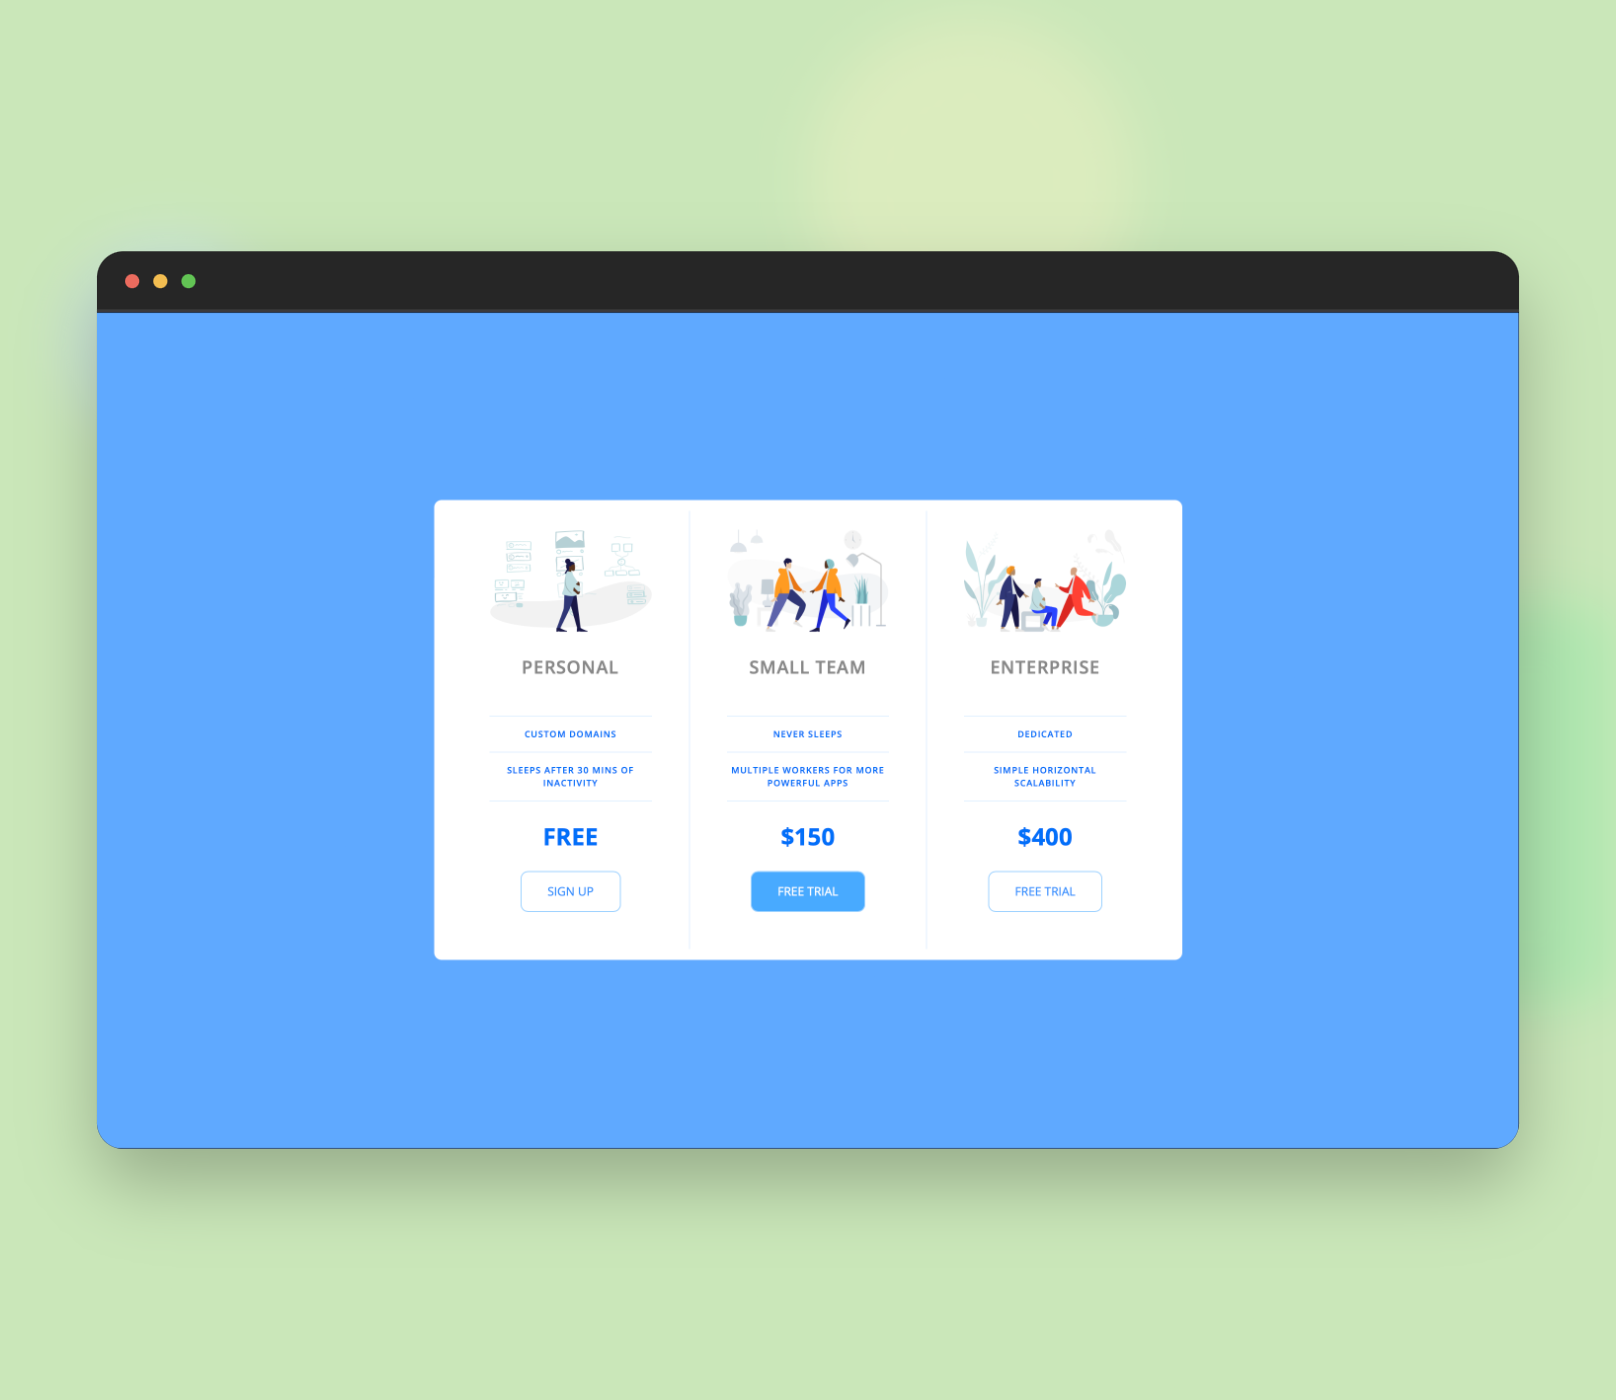 PERSONAL
CUSTOM DOMAINS
SLEEPS AFTER 30 MINS OF
INACTIVITY
FREE
SIGN UP
SMALL TEAM
NEVER SLEEPS
MULTIPLE WORKERS FOR MORE
POWERFUL APPS
$150
FREE TRIAL
ENTERPRISE
DEDICATED
SIMPLE HORIZONTAL
SCALABILITY
$400
FREE TRIAL